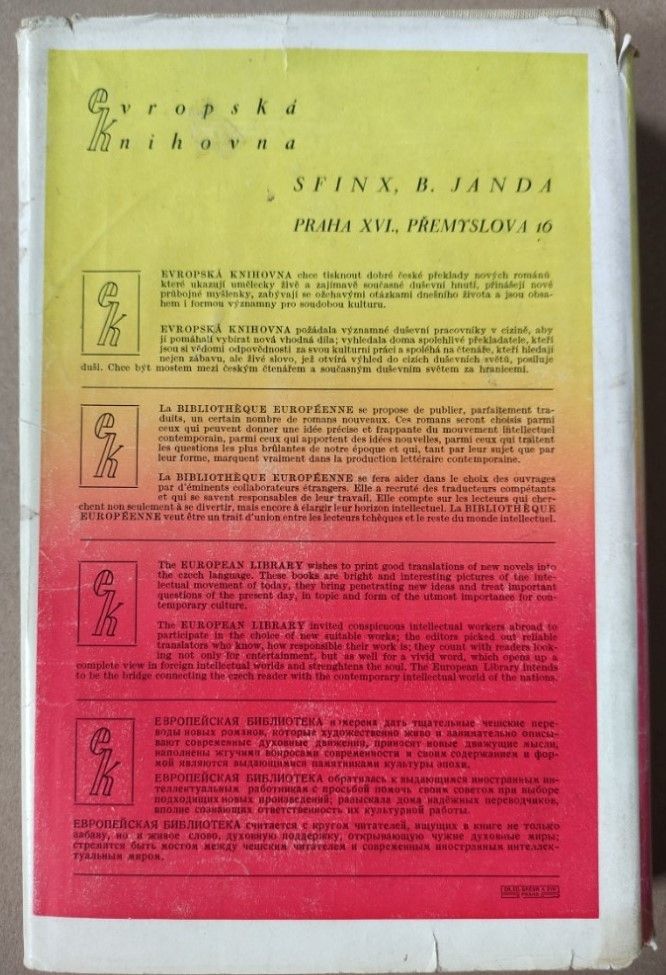 evropská
knihovna
SFINX, B. JANDA
PRAHA XVI., PŘEMYSLOVA 16
ek
EVROPSKÁ KNIHOVNA chce tisknout dobré české překlady nových románů
které ukazují umělecky živě a zajímavě současné duševní hnutí, přinášejí nové
průbojné myšlenky, zabývají se ožehavými otázkami dnešního života a jsou obsa-
hem i formou významny pro soudobou kulturu.
EVROPSKÁ KNIHOVNA požádala významné duševní pracovníky v cizině, aby
jí pomáhali vybírat nová vhodná díla; vyhledala doma spolehlivé překladatele, kteří
jsou si vědomi odpovědnosti za svou kulturní práci a spoléhá na čtenáře, kteří hledají
nejen zábavu, ale živé slovo, jež otvírá výhled do cizích duševních světů, posiluje
duši. Chce být mostem mezi českým čtenářem a současným duševním světem za hranicemi.
ek
La BIBLIOTHÈQUE EUROPÉENNE se propose de publier, parfaitement tra-
duits, un certain nombre de romans nouveaux. Ces romans seront choisis parmi
ceux qui peuvent donner une idée précise et frappante du mouvement intellectuel
contemporain, parmi ceux qui apportent des idées nouvelles, parmi ceux qui traitent
les questions les plus brûlantes de notre époque et qui, tant par leur sujet que par
leur forme, marquent vraiment dans la production lettéraire contemporaine.
La BIBLIOTHÈQUE EUROPÉENNE se fera aider dans le choix des ouvrages
par d'éminents collaborateurs étrangers. Elle a recruté des traducteurs compétants
et qui se savent responsables de leur travail. Elle compte sur les lecteurs qui cher-
chent non seulement à se divertir, mais encore à élargir leur horizon intellectuel. La BIBLIOTHÈQUE
EUROPÉENNE veut être un trait d'union entre les lecteurs tchèques et le reste du monde intellectuel.
ek
The EUROPEAN LIBRARY wishes to print good translations of new novels into
the czech language. These books are bright and interesting pictures of the inte-
lectual movement of today, they bring penetrating new ideas and treat important
questions of the present day, in topic and form of the utmost importance for con-
temporary culture.
The EUROPEAN LIBRARY invited conspicuous intellectual workers abroad to
participate in the choice of new suitable works; the editors picked out reliable
translators who know, how responsible their work is; they count with readers look-
ing not only for entertainment, but as well for a vivid word, which opens up a
complete view in foreign intellectual worlds and strenghtens the soul. The European Library intends
to be the bridge connecting the czech reader with the contemporary intellectual world of the nations.
ek
ЕВРОПЕЙСКАЯ БИБЛИОТЕКА намерена дать тщательные чешские пере-
воды новых романов, которые художественно живо и занимательно описы-
вают современные духовные движения, приносят новые движущие мысли,
наполнены жгучими вопросами современности и своим содержанием и фор-
мой являются выдающимися памятниками культуры эпохи.
ЕВРОПЕЙСКАЯ БИБЛИОТЕКА обратилась к выдающимся иностранным ин-
теллектуальным работникам с просьбой помочь своим советом при выборе
подходящих новых произведений; разыскала дома надёжных переводчиков,
вполне сознающих ответственность их культурной работы.
ЕВРОПЕЙСКАЯ БИБЛИОТЕКА считается с кругом читателей, ищущих в книге не только
забаву, но и живое слово, духовную поддержку, открывающую чужие духовные миры;
стремится быть мостом между чешским читателем и современным иностранным интеллек-
туальным миром.